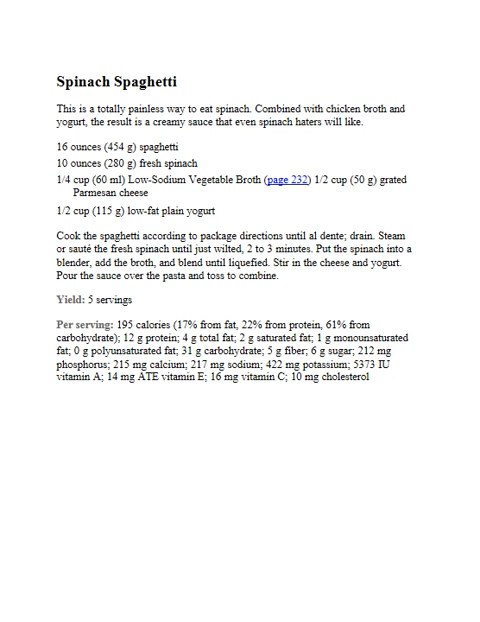 Spinach Spaghetti
This is a totally painless way to eat spinach. Combined with chicken broth and
yogurt, the result is a creamy sauce that even spinach haters will like.
16 ounces (454 g) spaghetti
10 ounces (280 g) fresh spinach
1/4 cup (60 ml) Low-Sodium Vegetable Broth (page 232) 1/2 cup (50 g) grated
Parmesan cheese
1/2 cup (115 g) low-fat plain yogurt
Cook the spaghetti according to package directions until al dente; drain. Steam
or sauté the fresh spinach until just wilted, 2 to 3 minutes. Put the spinach into a
blender, add the broth, and blend until liquefied. Stir in the cheese and yogurt.
Pour the sauce over the pasta and toss to combine.
Yield: 5 servings
Per serving: 195 calories (17% from fat, 22% from protein, 61% from
carbohydrate); 12 g protein; 4 g total fat; 2 g saturated fat; 1 g monounsaturated
fat; 0 g polyunsaturated fat; 31 g carbohydrate; 5 g fiber; 6 g sugar; 212 mg
phosphorus; 215 mg calcium; 217 mg sodium; 422 mg potassium; 5373 IU
vitamin A; 14 mg ATE vitamin E; 16 mg vitamin C; 10 mg cholesterol